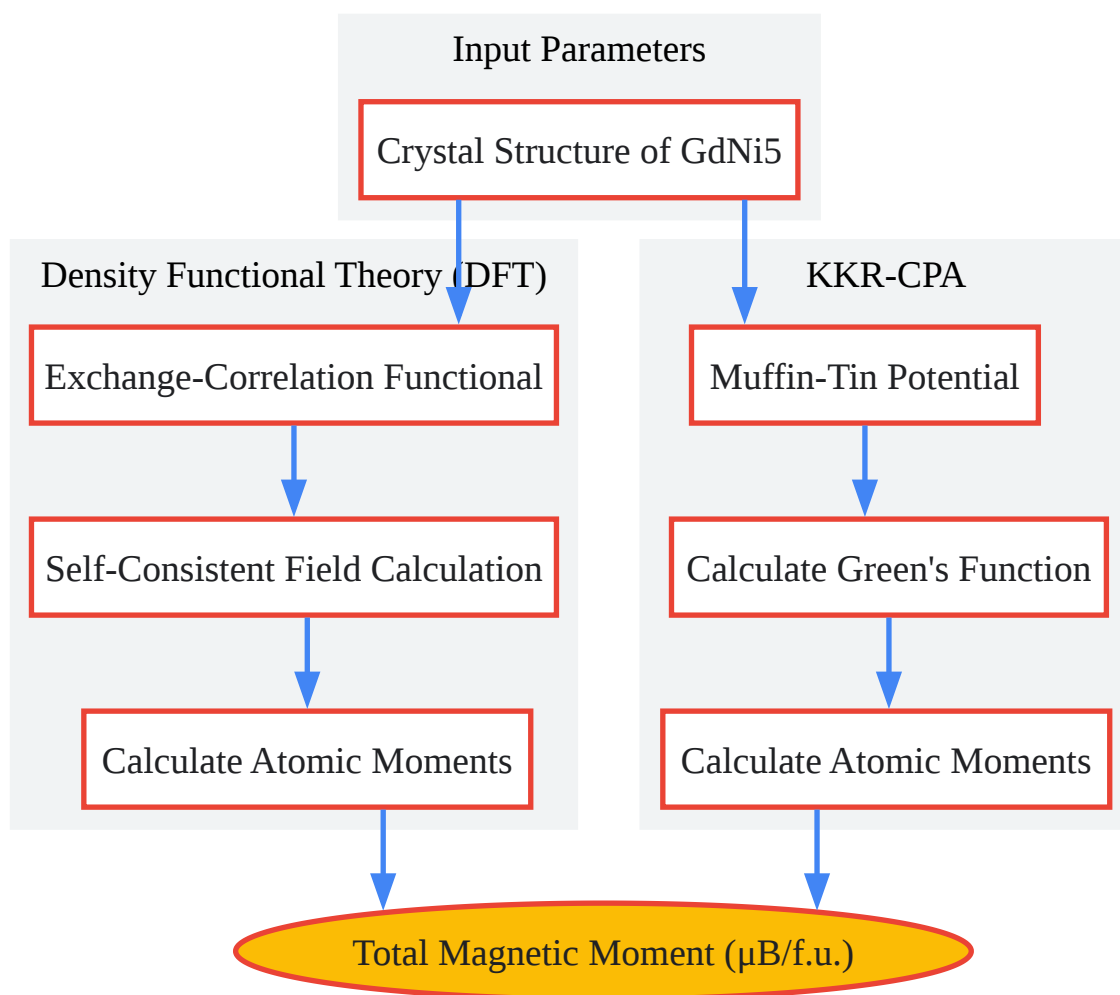 Input Parameters
Crystal Structure of GdNi5
Density Functional Theory (DFT)
Exchange-Correlation Functional
Self-Consistent Field Calculation
Calculate Atomic Moments
KKR-CPA
Muffin-Tin Potential
Calculate Green's Function
Calculate Atomic Moments
Total Magnetic Moment (μB/f.u.)